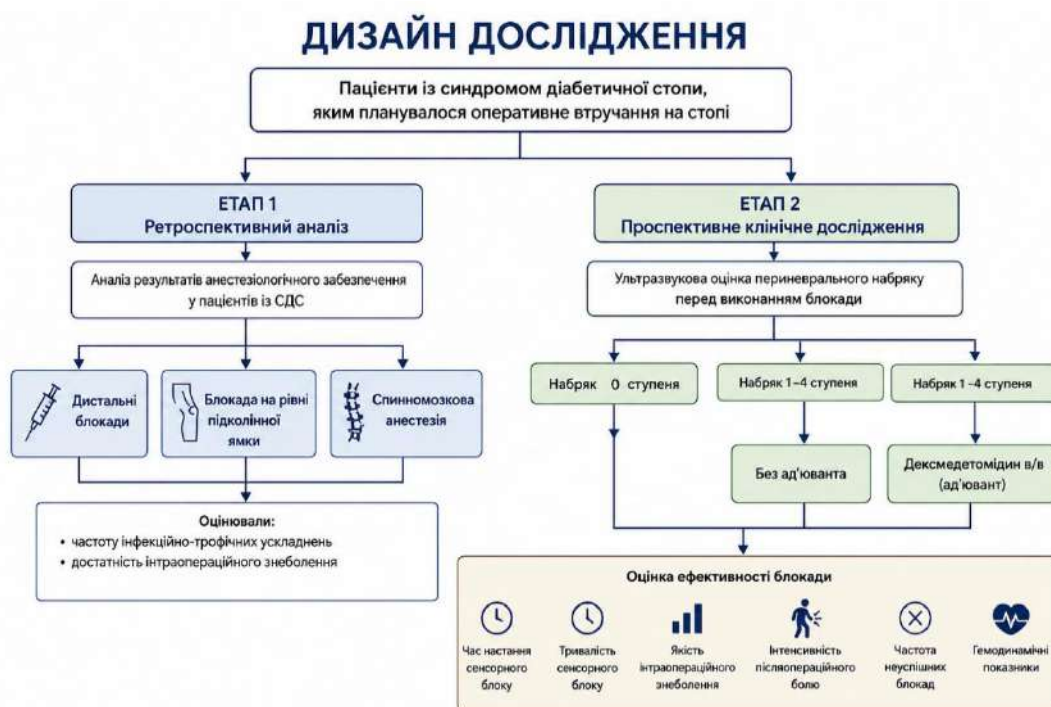 ДИЗАЙН ДОСЛІДЖЕННЯ
Пацієнти із синдромом діабетичної стопи,
яким планувалося оперативне втручання на стопі
ЕТАП 1
Ретроспективний аналіз
Аналіз результатів анестезіологічного забезпечення
у пацієнтів із СДС
Дистальні
блокади
Блокада на рівні
підколінної
ямки
Спинномозкова
анестезія
Оцінювали:
• частоту інфекційно-трофічних ускладнень
• достатність інтраопераційного знеболення
ЕТАП 2
Проспективне клінічне дослідження
Ультразвукова оцінка периневрального набряку
перед виконанням блокади
Набряк 0 ступеня
Набряк 1–4 ступеня
Набряк 1–4 ступеня
Без ад'юванта
Дексмедетомідин в/в
(ад'ювант)
Оцінка ефективності блокади
Час настання
сенсорного
блоку
Тривалість
сенсорного
блоку
Якість
інтраопераційного
знеболення
Інтенсивність
післяопераційного
болю
Частота
неуспішних
блокад
Гемодинамічні
показники